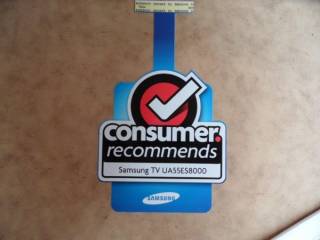 consumer.
recommends
Samsung TV UA55ES8000
SAMSUNG